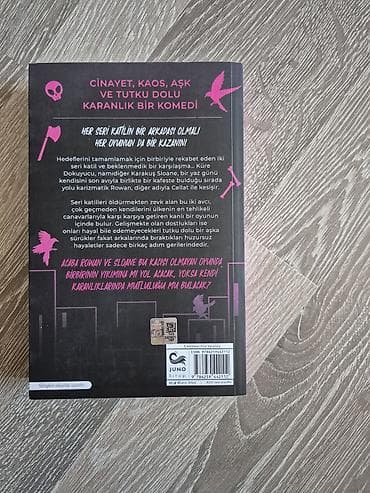 CİNAYET, KAOS, AŞK
VE TUTKU DOLU
KARANLIK BİR KOMEDİ
HER SERİ KATİLİN BİR ARKADAŞI OLMALI
HER OYUNUN DA BİR KAZANINI
Hedeflerini tamamlamak için birbiriyle rekabet eden iki
seri katil ve beklenmedik bir karşılaşma... Küre
Dokuyucu, namıdiğer Karakuş Sloane, bir yaz günü
kendisini son avıyla birlikte bir kafeste bulduğu sırada
yolu karizmatik Rowan, diğer adıyla Cellat ile kesişir.
Seri katilleri öldürmekten zevk alan bu iki avcı,
çok geçmeden kendilerini ülkenin en tehlikeli
canavarlarıyla karşı karşıya getiren kanlı bir oyunun
içinde bulur. Gelişmekte olan dostlukları ise
onları hayal bile edemeyecekleri tutku dolu bir aşka
sürükler fakat arkalarında bıraktıkları huzursuz
hayaletler sadece birkaç adım gerilerindedir.
ACABA ROWAN VE SLOANE BU KAÇIŞI OLMAYAN OYUNDA
BİRBİRİNİN YIKIMINA MI YOL AÇACAK, YOKSA KENDİ
KARANLIKLARINDA MUTLULUĞU MU BULACAK?
JUNO
kitap